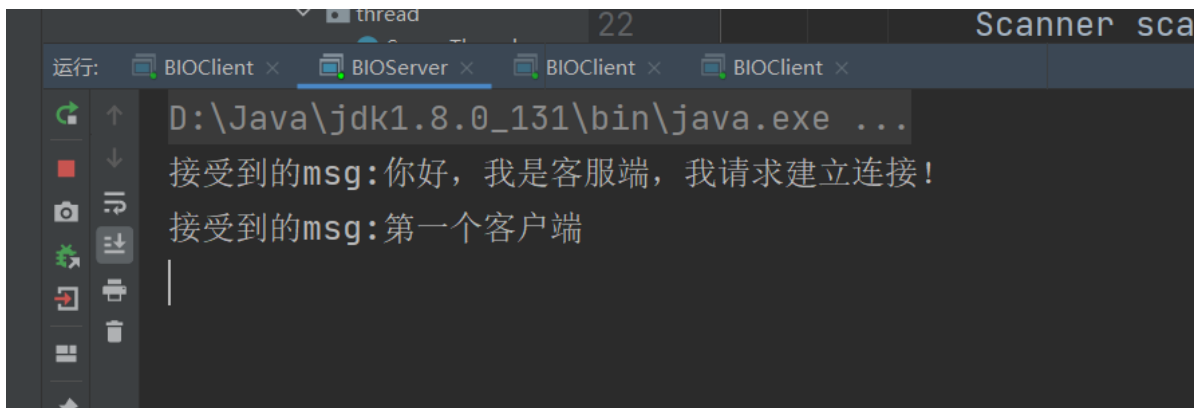 thread
22
Scanner sca
运行: BIOClient × BIOServer × BIOClient × BIOClient ×
D:\Java\jdk1.8.0_131\bin\java.exe ...
接受到的msg:你好，我是客服端，我请求建立连接！
接受到的msg:第一个客户端